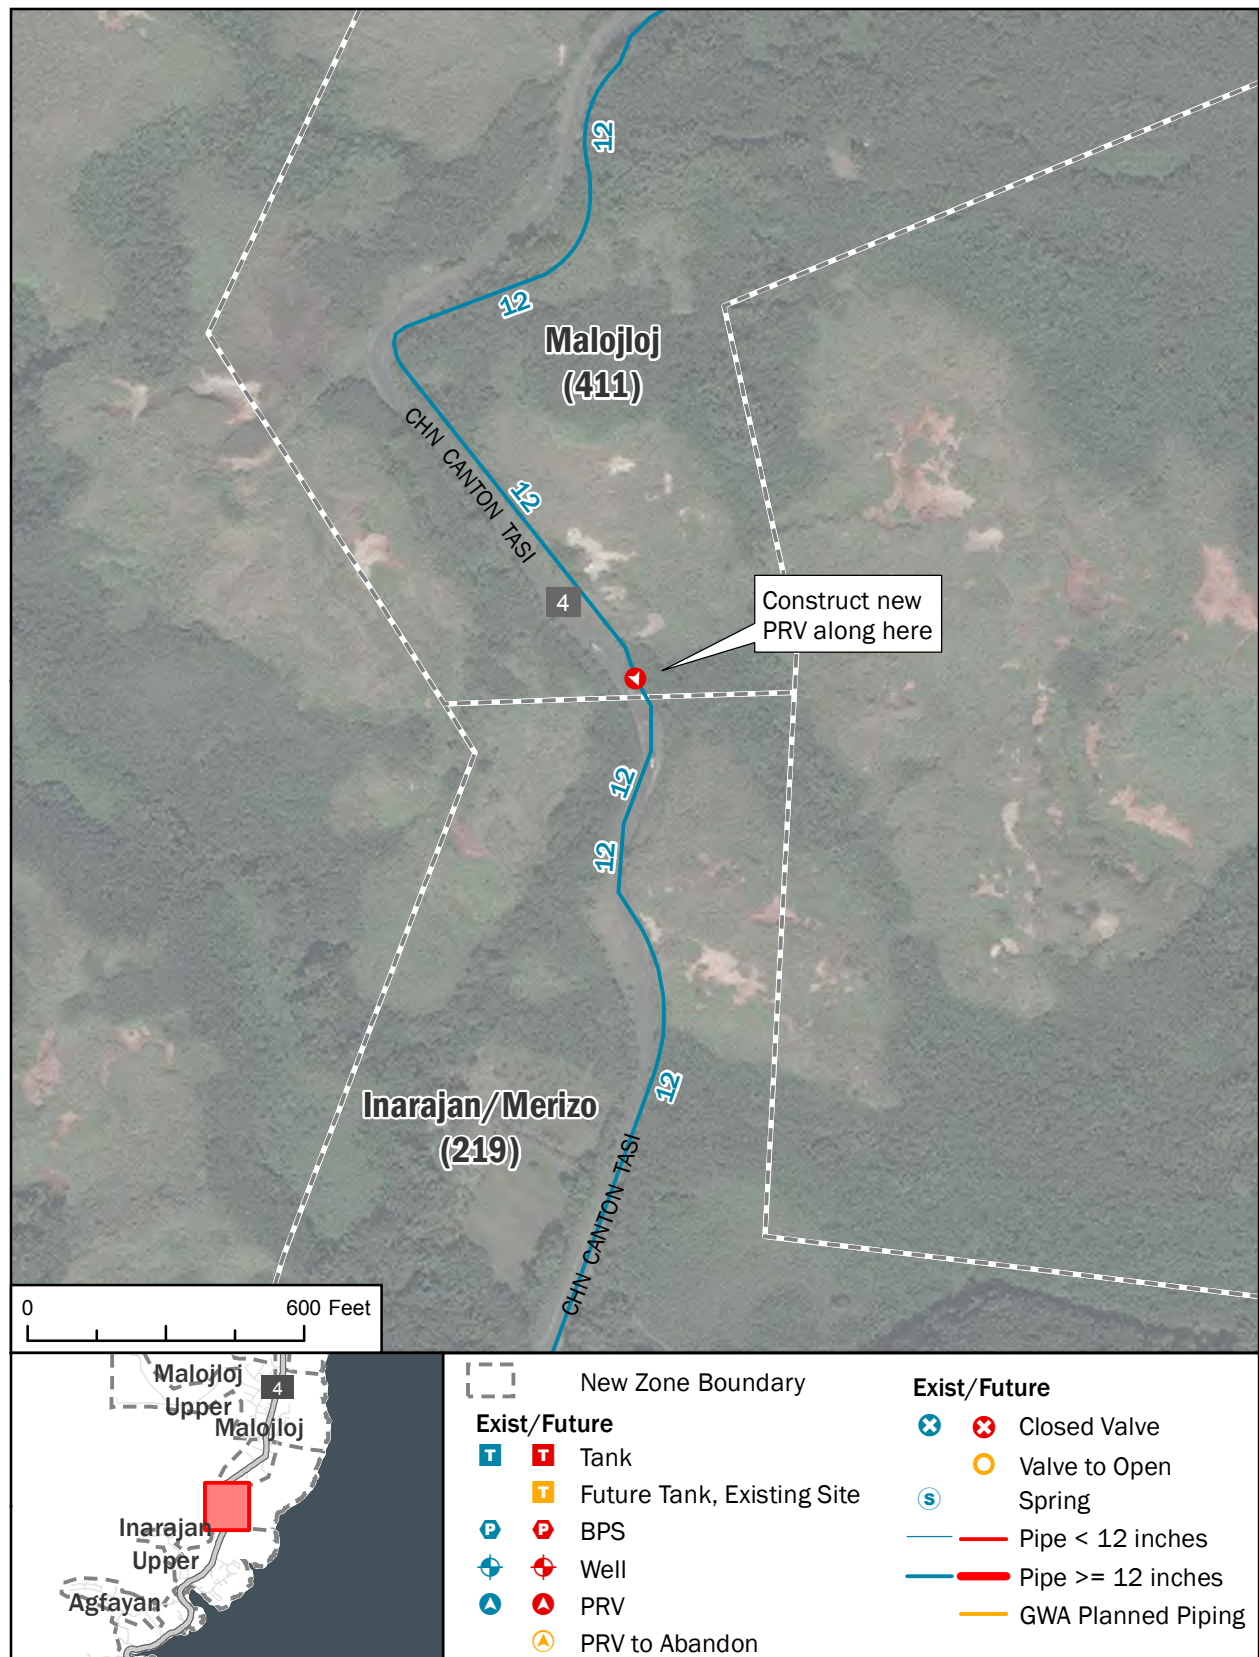 12
12
Malojloj
(411)
CHN CANTON TASI
12
4
Construct new
PRV along here
12
12
Inarajan/Merizo
(219)
12
CHN CANTON TASI
0 600 Feet
Malojloj
Upper
4
Malojloj
Inarajan
Upper
Agfayan
New Zone Boundary
Exist/Future
T T Tank
T Future Tank, Existing Site
P P BPS
Well
PRV
PRV to Abandon
Exist/Future
Closed Valve
Valve to Open
S Spring
Pipe < 12 inches
Pipe >= 12 inches
GWA Planned Piping